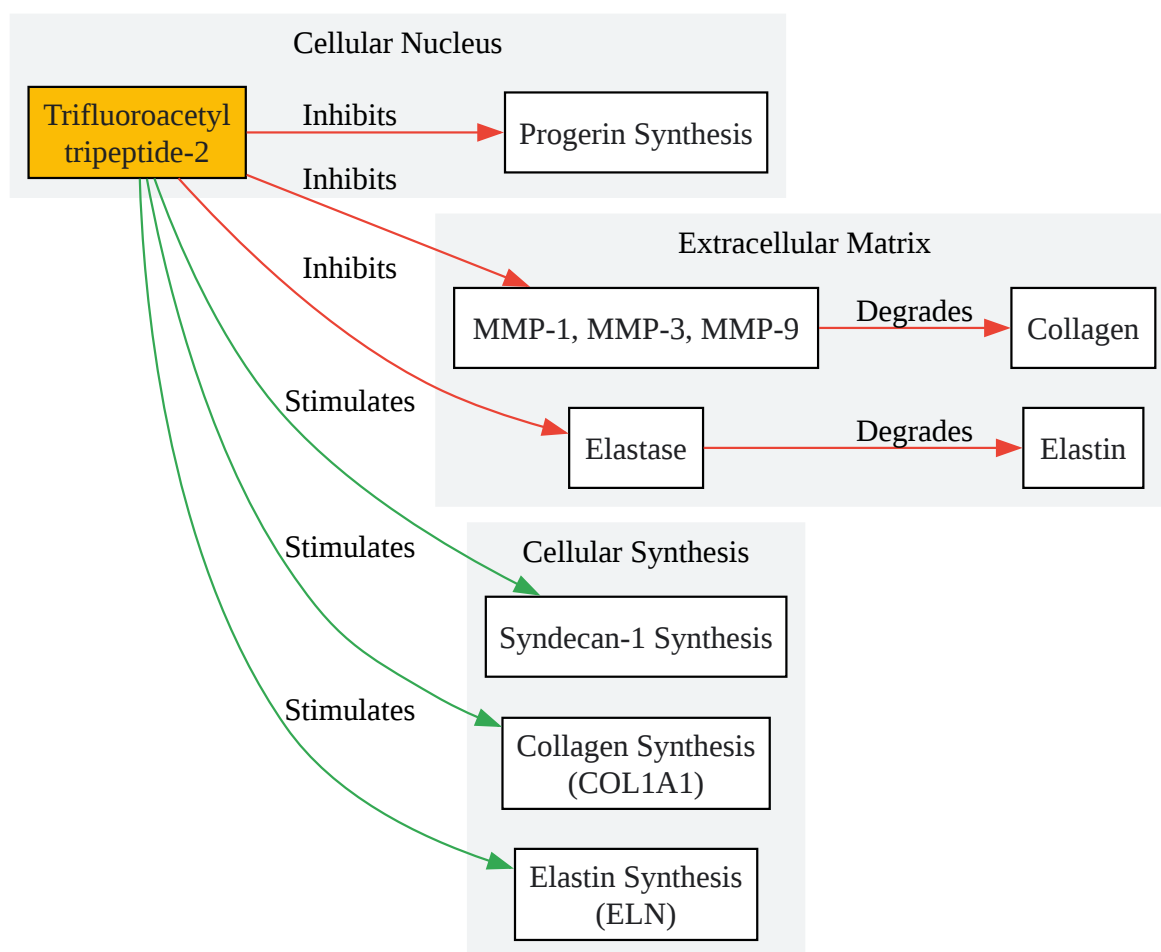 Cellular Nucleus
Trifluoroacetyl
tripeptide-2
Inhibits
Progerin Synthesis
Inhibits
Extracellular Matrix
Inhibits
MMP-1, MMP-3, MMP-9
Degrades
Collagen
Stimulates
Elastase
Degrades
Elastin
Cellular Synthesis
Stimulates
Syndecan-1 Synthesis
Stimulates
Collagen Synthesis
(COL1A1)
Elastin Synthesis
(ELN)